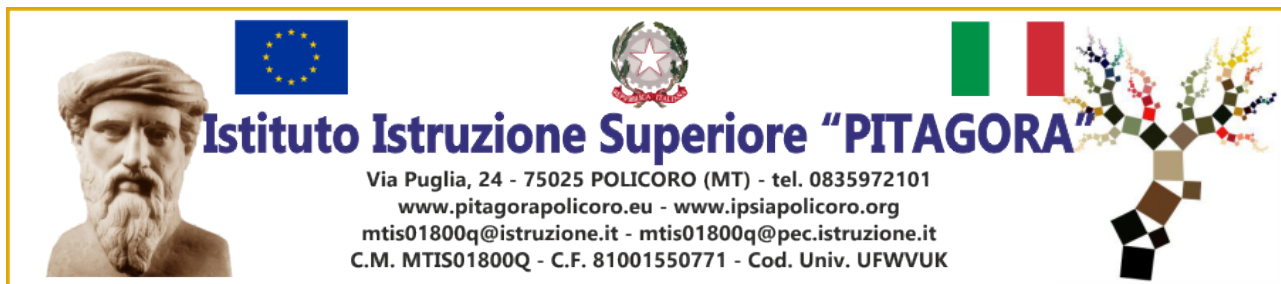 Istituto Istruzione Superiore “PITAGORA”
Via Puglia, 24 - 75025 POLICORO (MT) - tel. 0835972101
www.pitagorapolicoro.eu - www.ipsiapolicoro.org
mtis01800q@istruzione.it - mtis01800q@pec.istruzione.it
C.M. MTIS01800Q - C.F. 81001550771 - Cod. Univ. UFWVUK